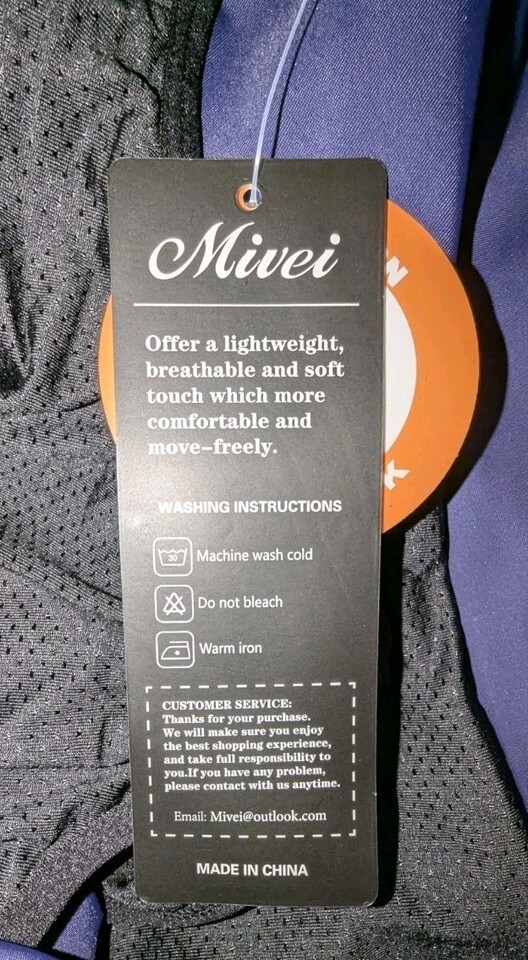 Mivei
Offer a lightweight,
breathable and soft
touch which more
comfortable and
move-freely.
WASHING INSTRUCTIONS
30
Machine wash cold
Do not bleach
Warm iron
CUSTOMER SERVICE:
Thanks for your purchase.
We will make sure you enjoy
the best shopping experience,
and take full responsibility to
you.If you have any problem,
please contact with us anytime.
Email: Mivei@outlook.com
MADE IN CHINA